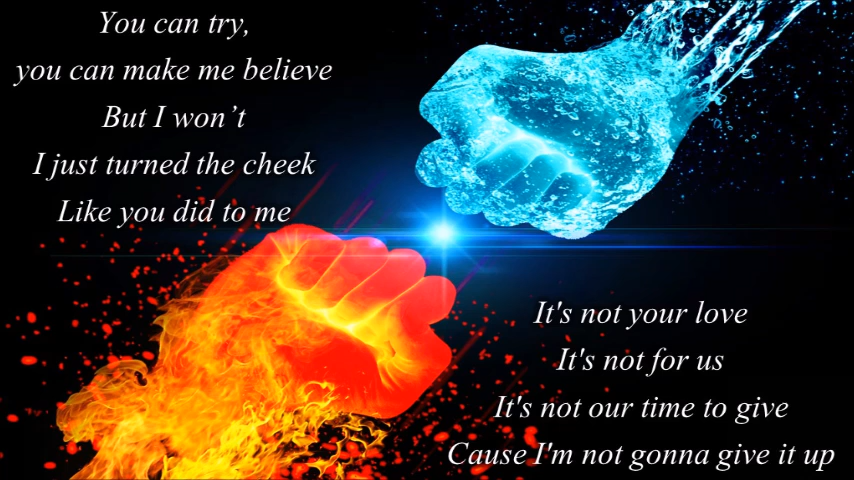 You can try,
you can make me believe
But I won’t
I just turned the cheek
Like you did to me
It's not your love
It's not for us
It's not our time to give
Cause I'm not gonna give it up